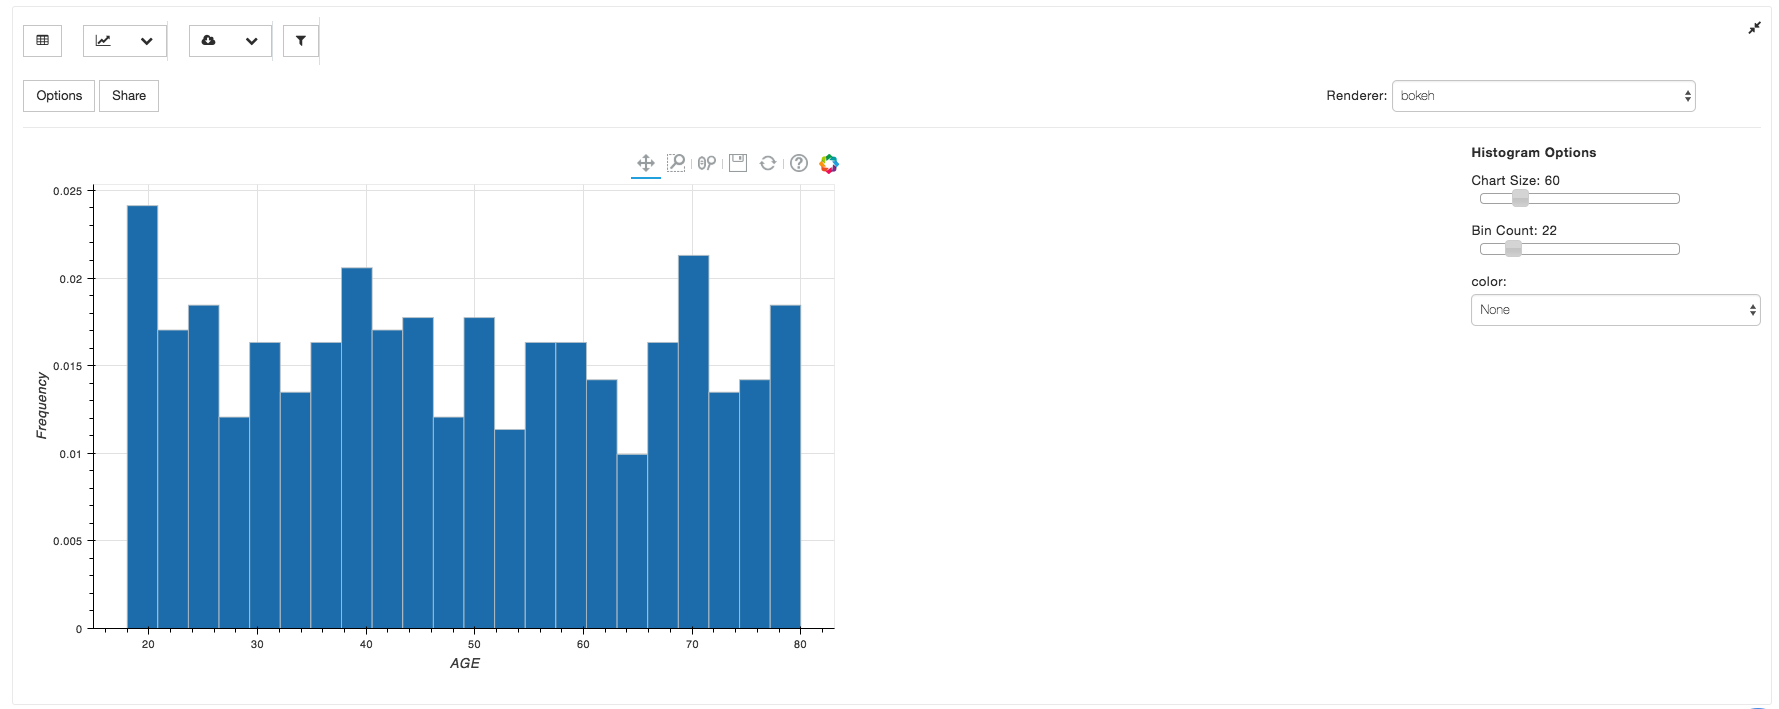 Options Share Renderer: bokeh
Histogram Options
Chart Size: 60
Bin Count: 22
color:
None
0.025
0.02
0.015
0.01
0.005
0
Frequency
20 30 40 50 60 70 80
AGE